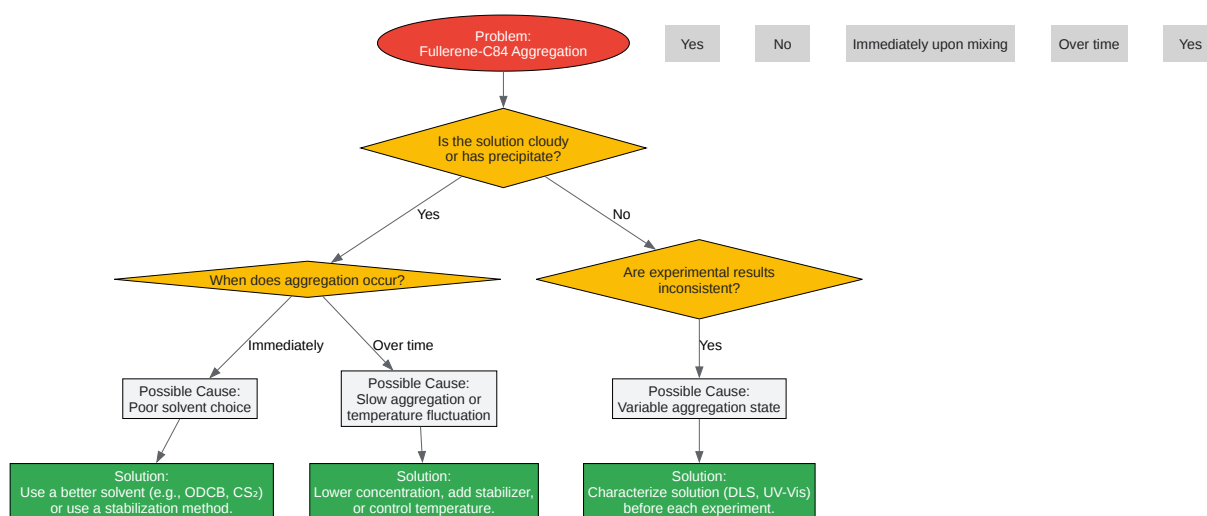 Problem:
Fullerene-C84 Aggregation
Yes
No
Immediately upon mixing
Over time
Yes
Is the solution cloudy
or has precipitate?
Yes
No
When does aggregation occur?
Are experimental results
inconsistent?
Immediately
Over time
Yes
Possible Cause:
Poor solvent choice
Possible Cause:
Slow aggregation or
temperature fluctuation
Possible Cause:
Variable aggregation state
Solution:
Use a better solvent (e.g., ODCB, CS₂)
or use a stabilization method.
Solution:
Lower concentration, add stabilizer,
or control temperature.
Solution:
Characterize solution (DLS, UV-Vis)
before each experiment.